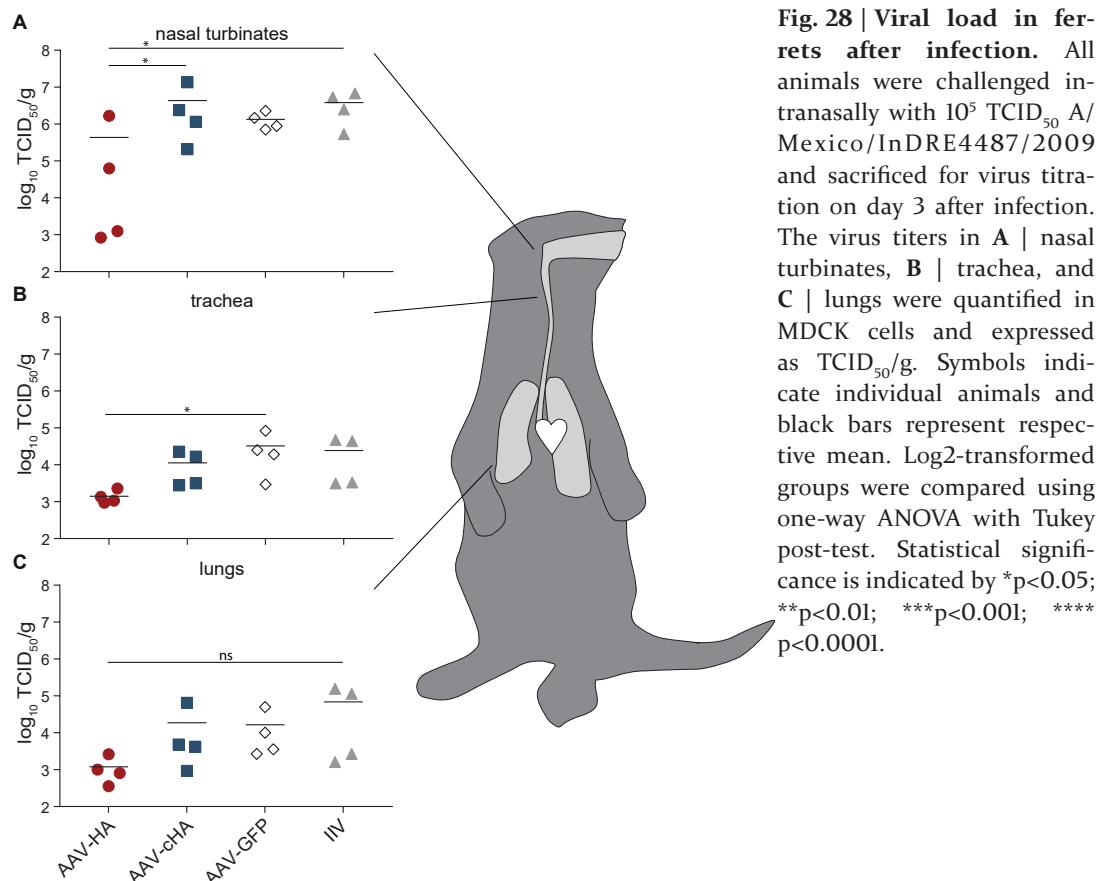 A
nasal turbinates
*
*
8
7
6
5
4
3
2
log₁₀ TCID₅₀/g
B
trachea
*
8
7
6
5
4
3
2
log₁₀ TCID₅₀/g
C
lungs
ns
8
7
6
5
4
3
2
log₁₀ TCID₅₀/g
AAV-HA
AAV-cHA
AAV-GFP
IIV
Fig. 28 | Viral load in fer-
rets after infection. All
animals were challenged in-
tranasally with 10⁵ TCID₅₀ A/
Mexico/InDRE4487/2009
and sacrificed for virus titra-
tion on day 3 after infection.
The virus titers in A | nasal
turbinates, B | trachea, and
C | lungs were quantified in
MDCK cells and expressed
as TCID₅₀/g. Symbols indi-
cate individual animals and
black bars represent respec-
tive mean. Log2-transformed
groups were compared using
one-way ANOVA with Tukey
post-test. Statistical signifi-
cance is indicated by *p<0.05;
**p<0.01; ***p<0.001; ****
p<0.0001.